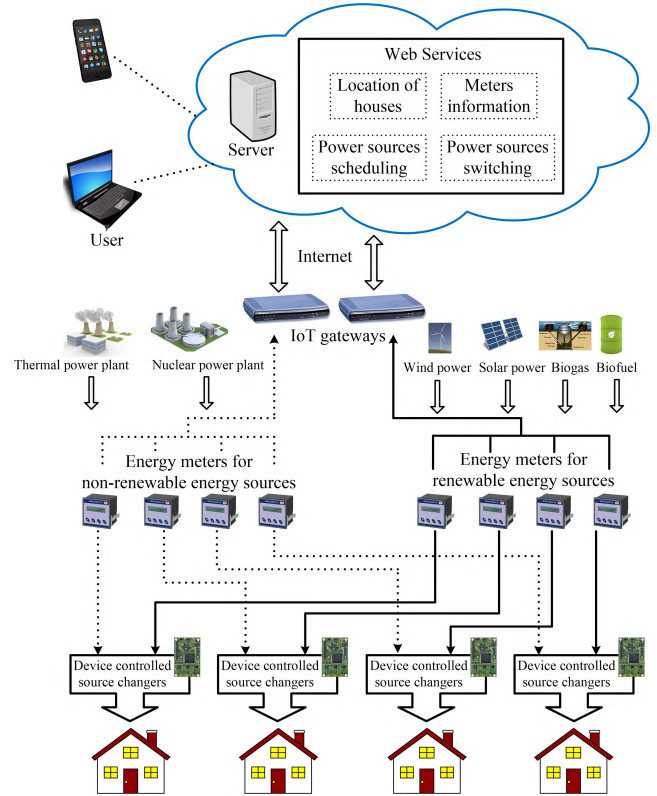 Web Services
Location of
houses
Meters
information
Server
Power sources
scheduling
Power sources
switching
User
Internet
IoT gateways
Thermal power plant
Nuclear power plant
Wind power
Solar power
Biogas
Biofuel
Energy meters for
non-renewable energy sources
Energy meters for
renewable energy sources
Device controlled
source changers
Device controlled
source changers
Device controlled
source changers
Device controlled
source changers